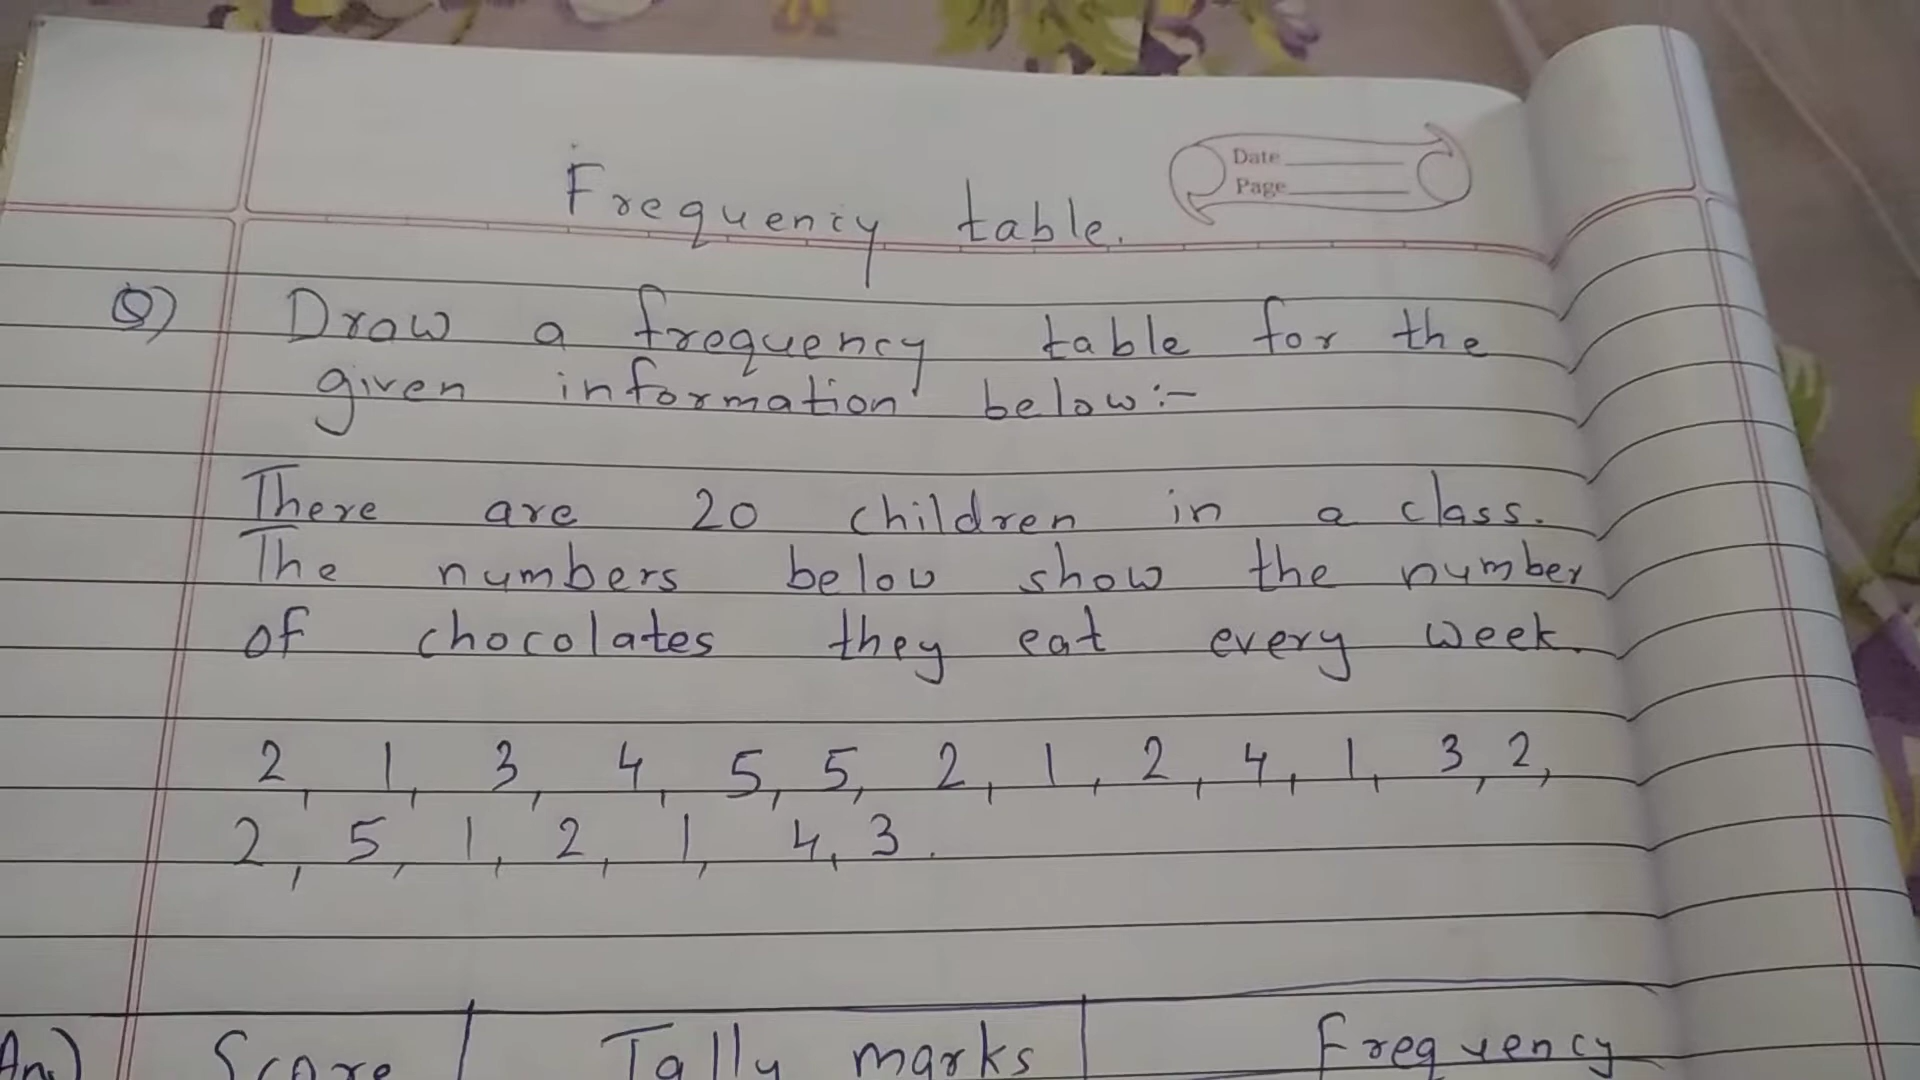 Frequency table.
Date
Page
Q) Draw a frequency table for the
given information below:-
There are 20 children in a class.
The numbers below show the number
of chocolates they eat every week.
2, 1, 3, 4, 5, 5, 2, 1, 2, 4, 1, 3, 2,
2, 5, 1, 2, 1, 4, 3.
An) Score Tally marks Frequency